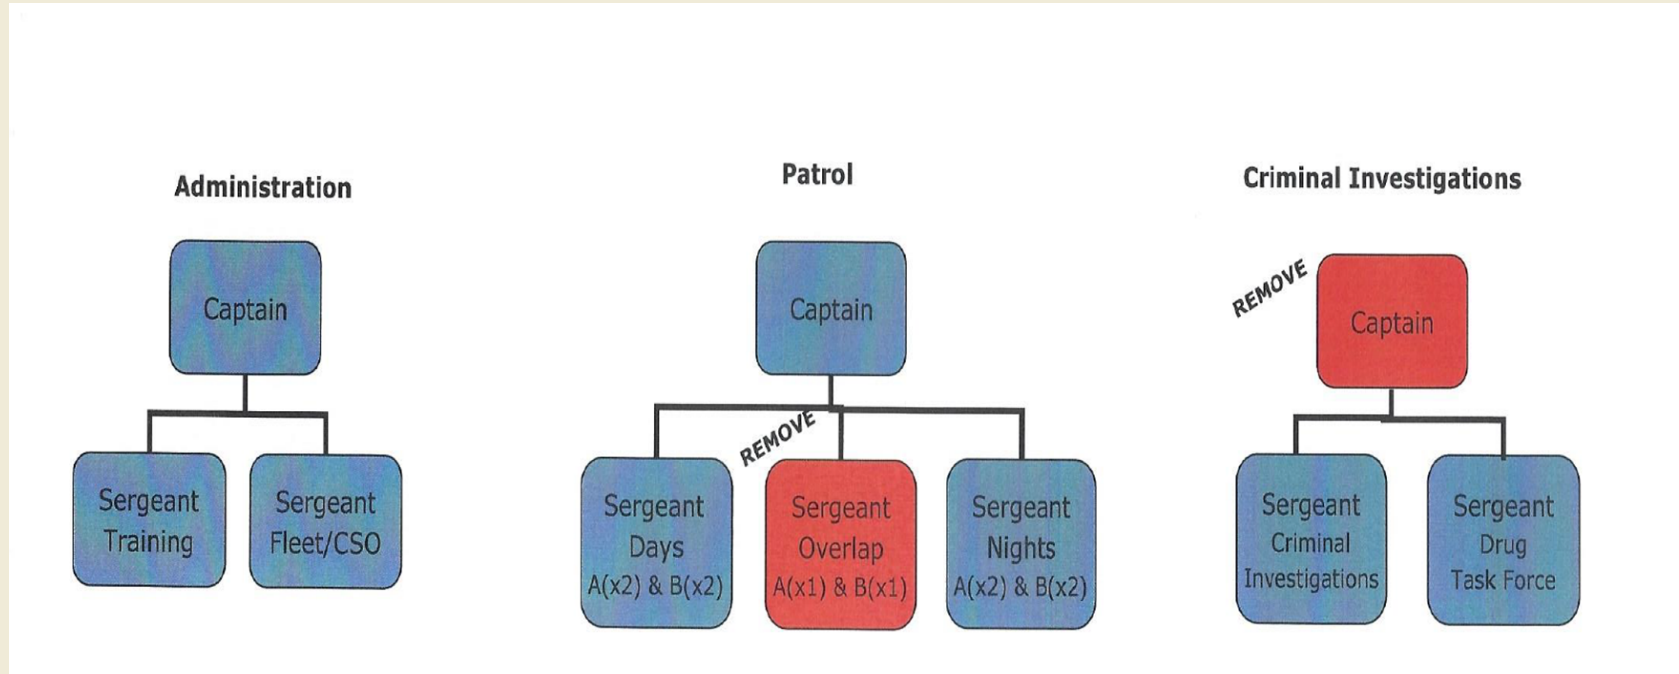 Administration
Captain
Sergeant
Training
Sergeant
Fleet/CSO
Patrol
Captain
REMOVE
Sergeant
Days
A(x2) & B(x2)
Sergeant
Overlap
A(x1) & B(x1)
Sergeant
Nights
A(x2) & B(x2)
Criminal Investigations
REMOVE
Captain
Sergeant
Criminal
Investigations
Sergeant
Drug
Task Force